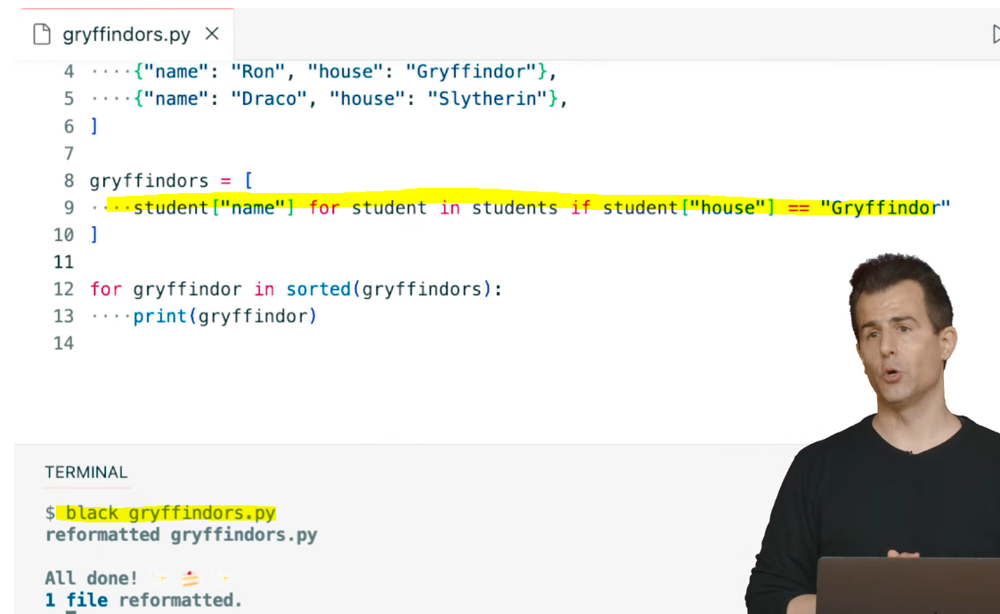 gryffindors.py ×
4 ····{"name": "Ron", "house": "Gryffindor"},
5 ····{"name": "Draco", "house": "Slytherin"},
6 ]
7
8 gryffindors = [
9 ····student["name"] for student in students if student["house"] == "Gryffindor"
10 ]
11
12 for gryffindor in sorted(gryffindors):
13 ····print(gryffindor)
14
TERMINAL
$ black gryffindors.py
reformatted gryffindors.py
All done! ✨ 🍰 ✨
1 file reformatted.